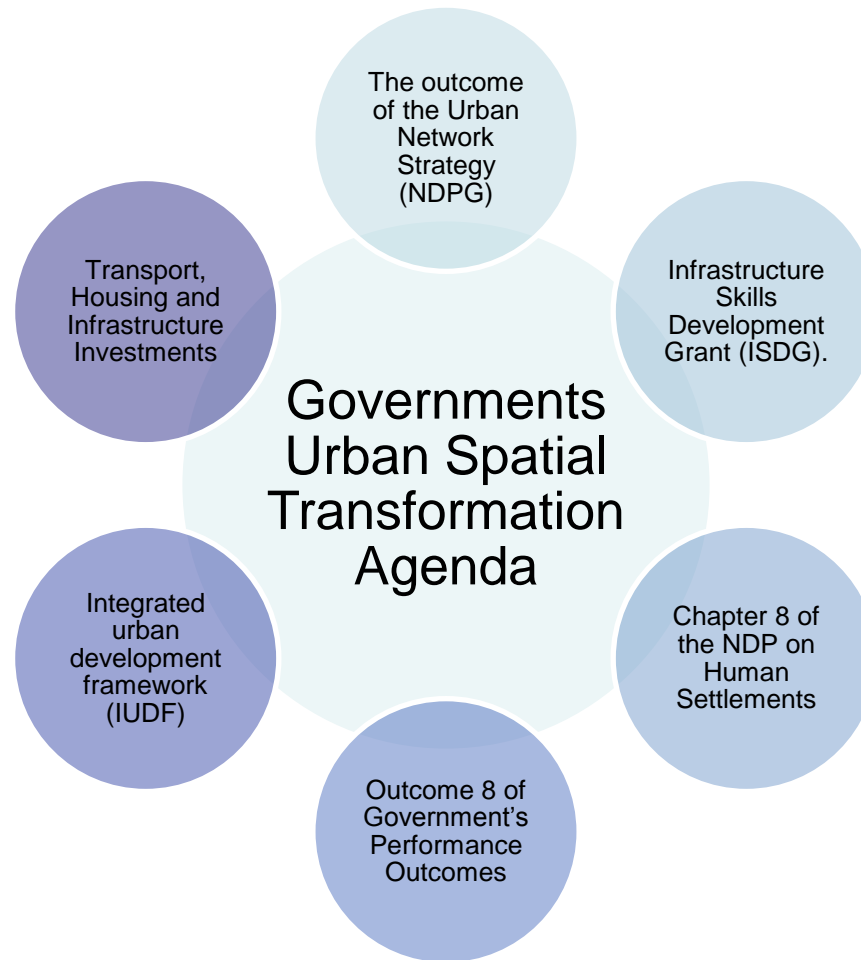 The outcome
of the Urban
Network
Strategy
(NDPG)
Infrastructure
Skills
Development
Grant (ISDG).
Chapter 8 of
the NDP on
Human
Settlements
Outcome 8 of
Government’s
Performance
Outcomes
Integrated
urban
development
framework
(IUDF)
Transport,
Housing and
Infrastructure
Investments
Governments
Urban Spatial
Transformation
Agenda